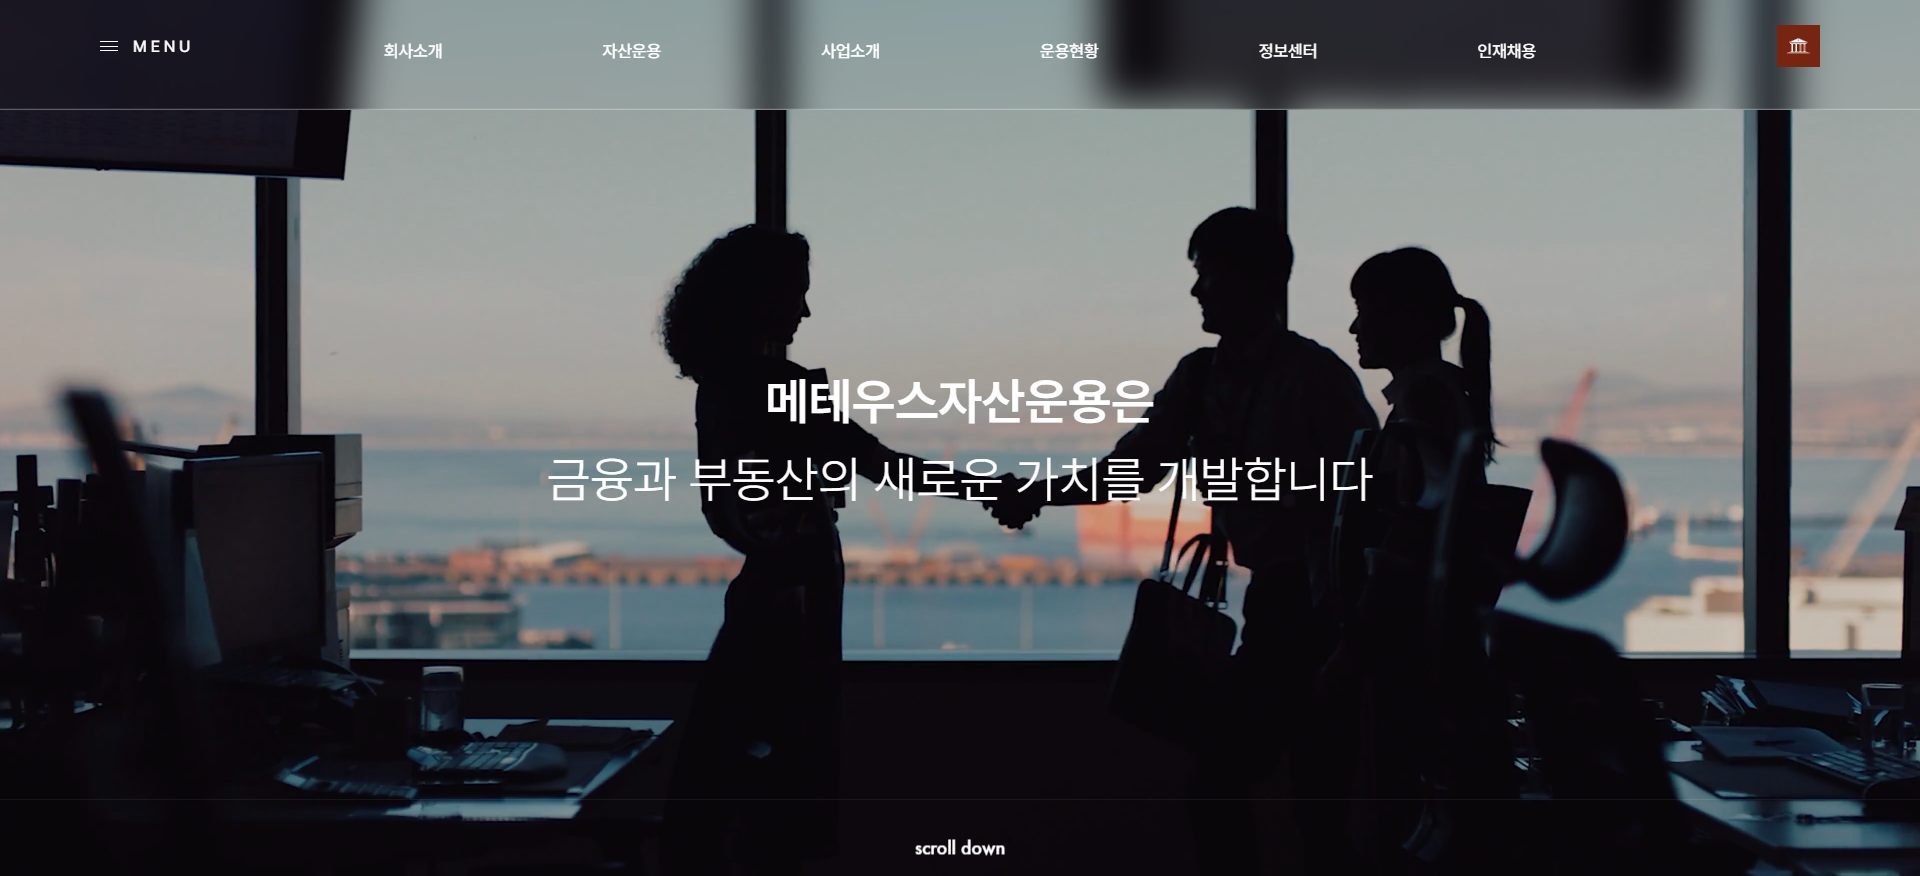 MENU
회사소개
자산운용
사업소개
운용현황
정보센터
인재채용
메테우스자산운용은
금융과 부동산의 새로운 가치를 개발합니다
scroll down